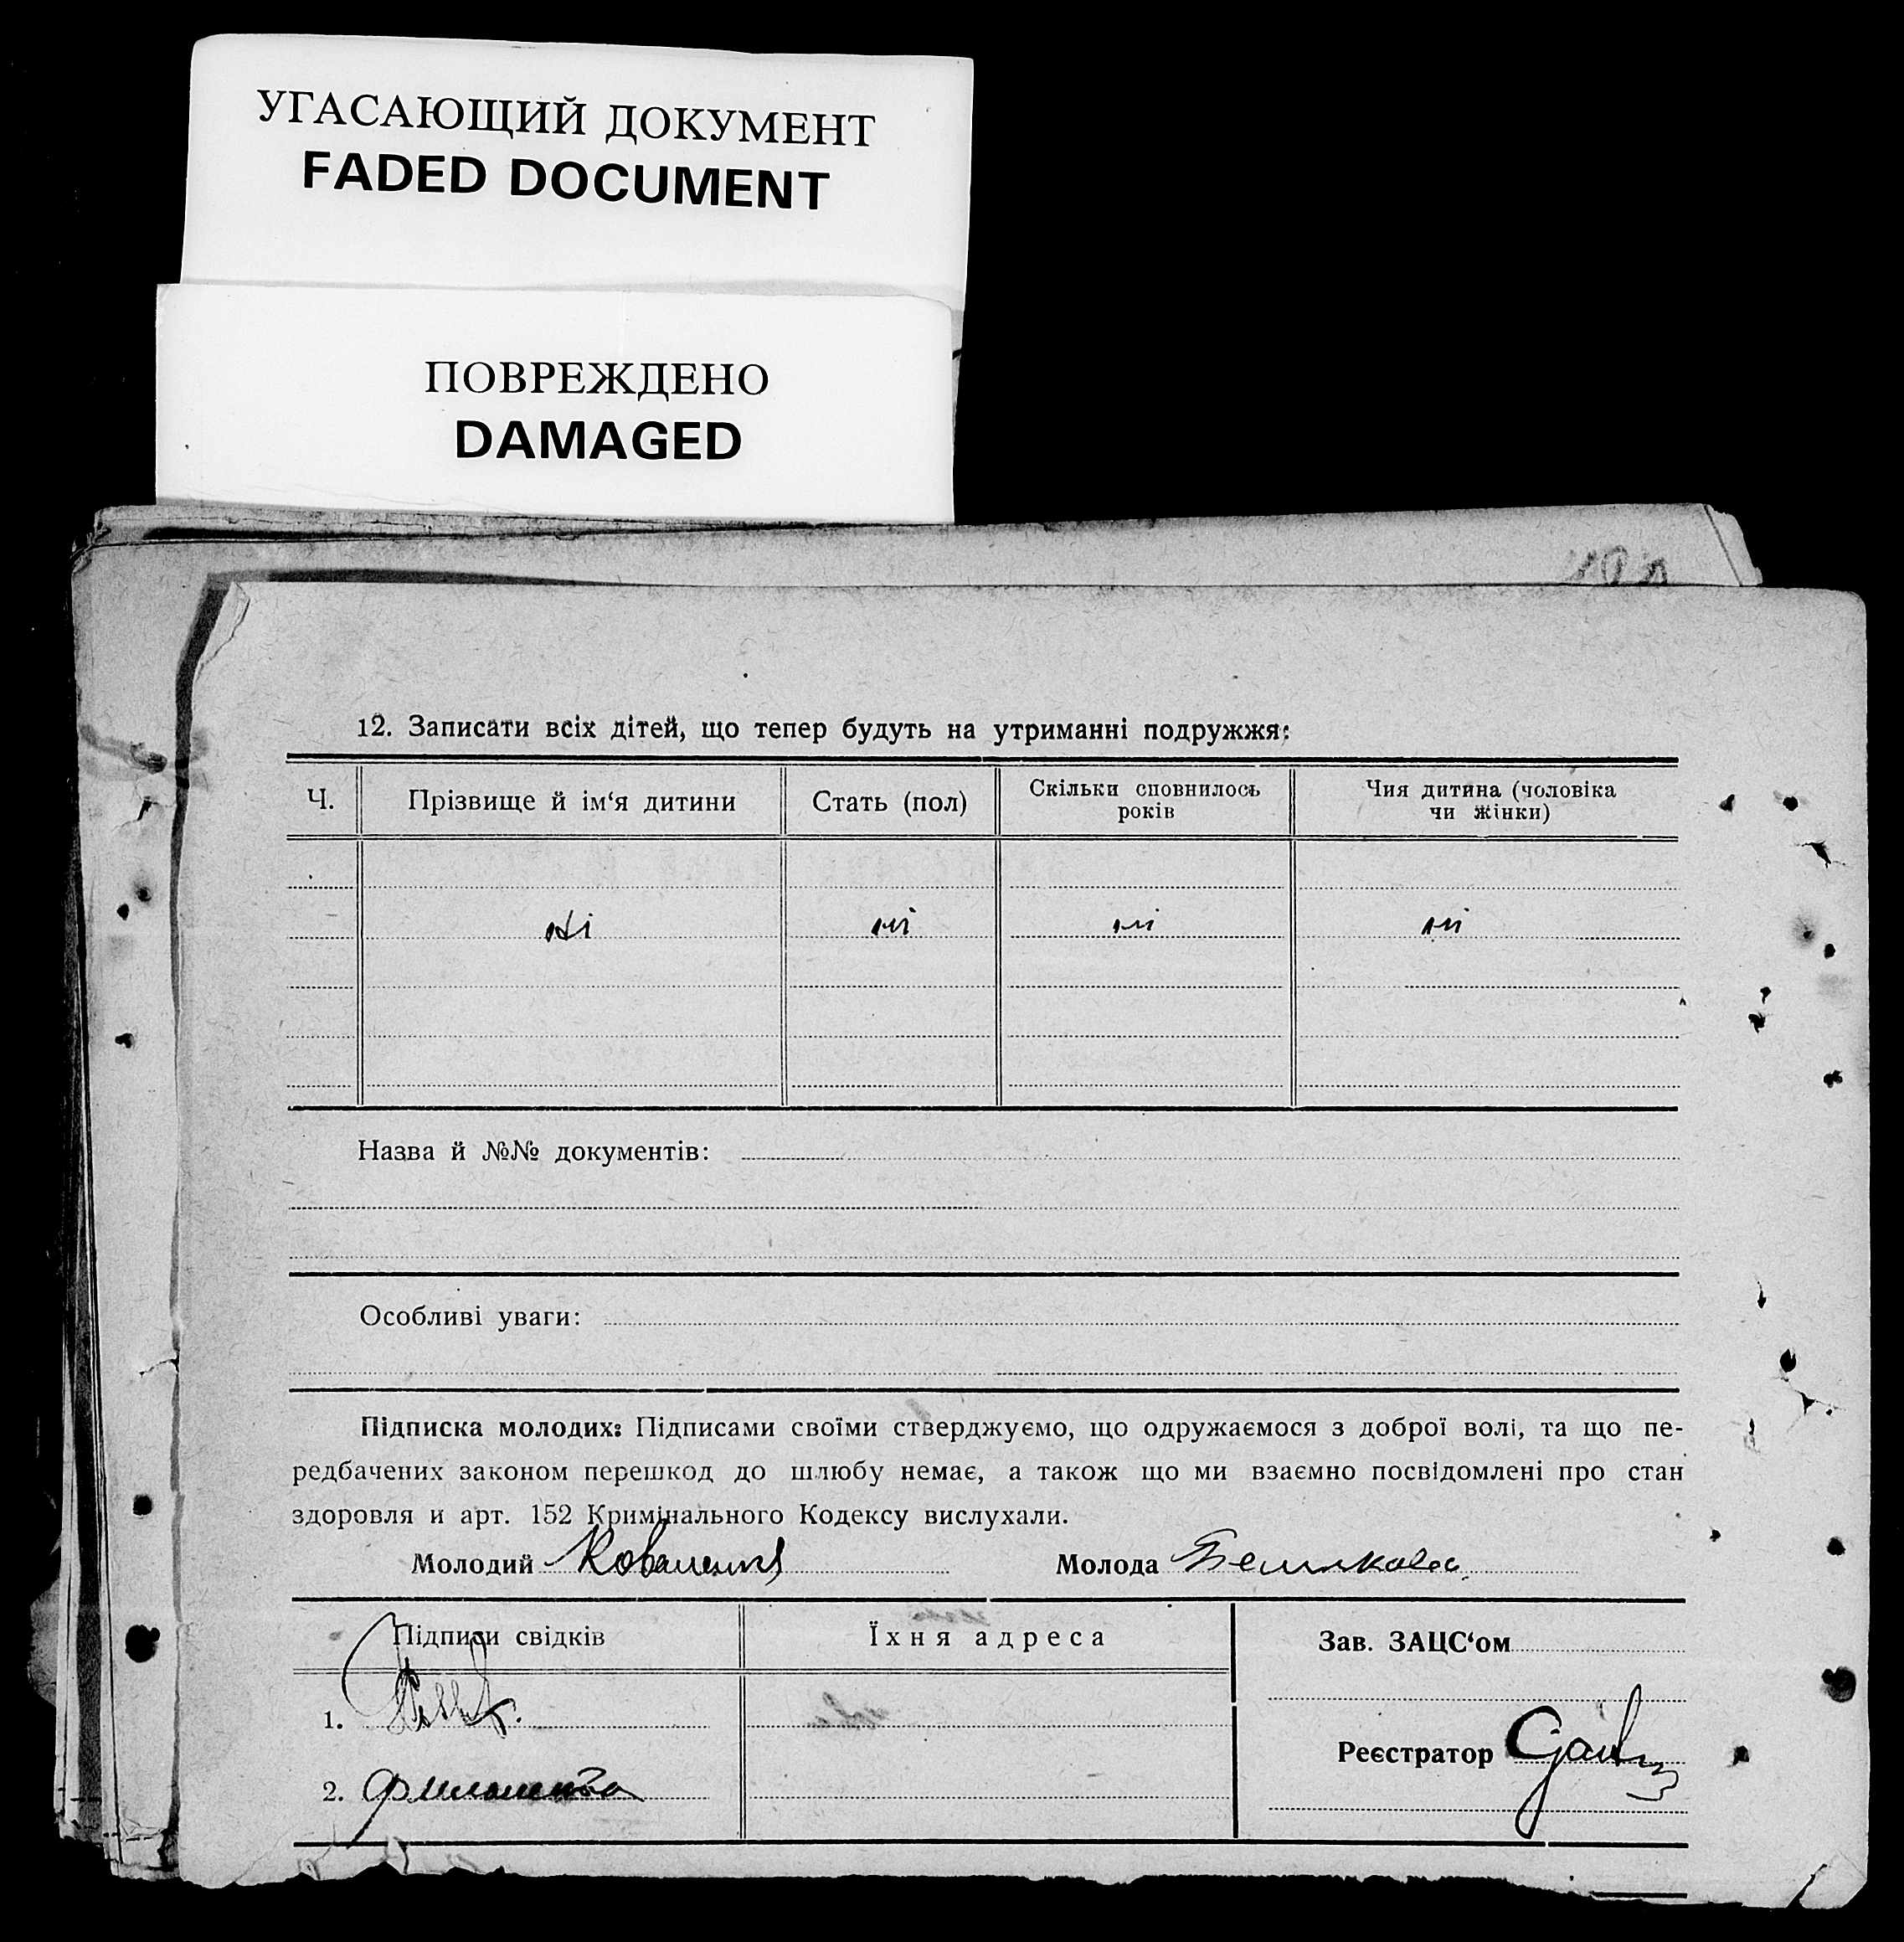 УГАСАЮЩИЙ ДОКУМЕНТ
FADED DOCUMENT
ПОВРЕЖДЕНО
DAMAGED
12. Записати всіх дітей, що тепер будуть на утриманні подружжя:
Ч. Прізвище й ім‘я дитини Стать (пол) Скільки сповнилось років Чия дитина (чоловіка чи жінки)
ні ні ні ні
Назва й №№ документів:
Особливі уваги:
Підписка молодих: Підписами своїми стверджуємо, що одружаємося з доброї волі, та що пе-
редбачених законом перешкод до шлюбу немає, а також що ми взаємно посвідомлені про стан
здоровля и арт. 152 Кримінального Кодексу вислухали.
Молодий Молода
Підписи свідків Їхня адреса Зав. ЗАЦС‘ом
1.
Реєстратор
2.